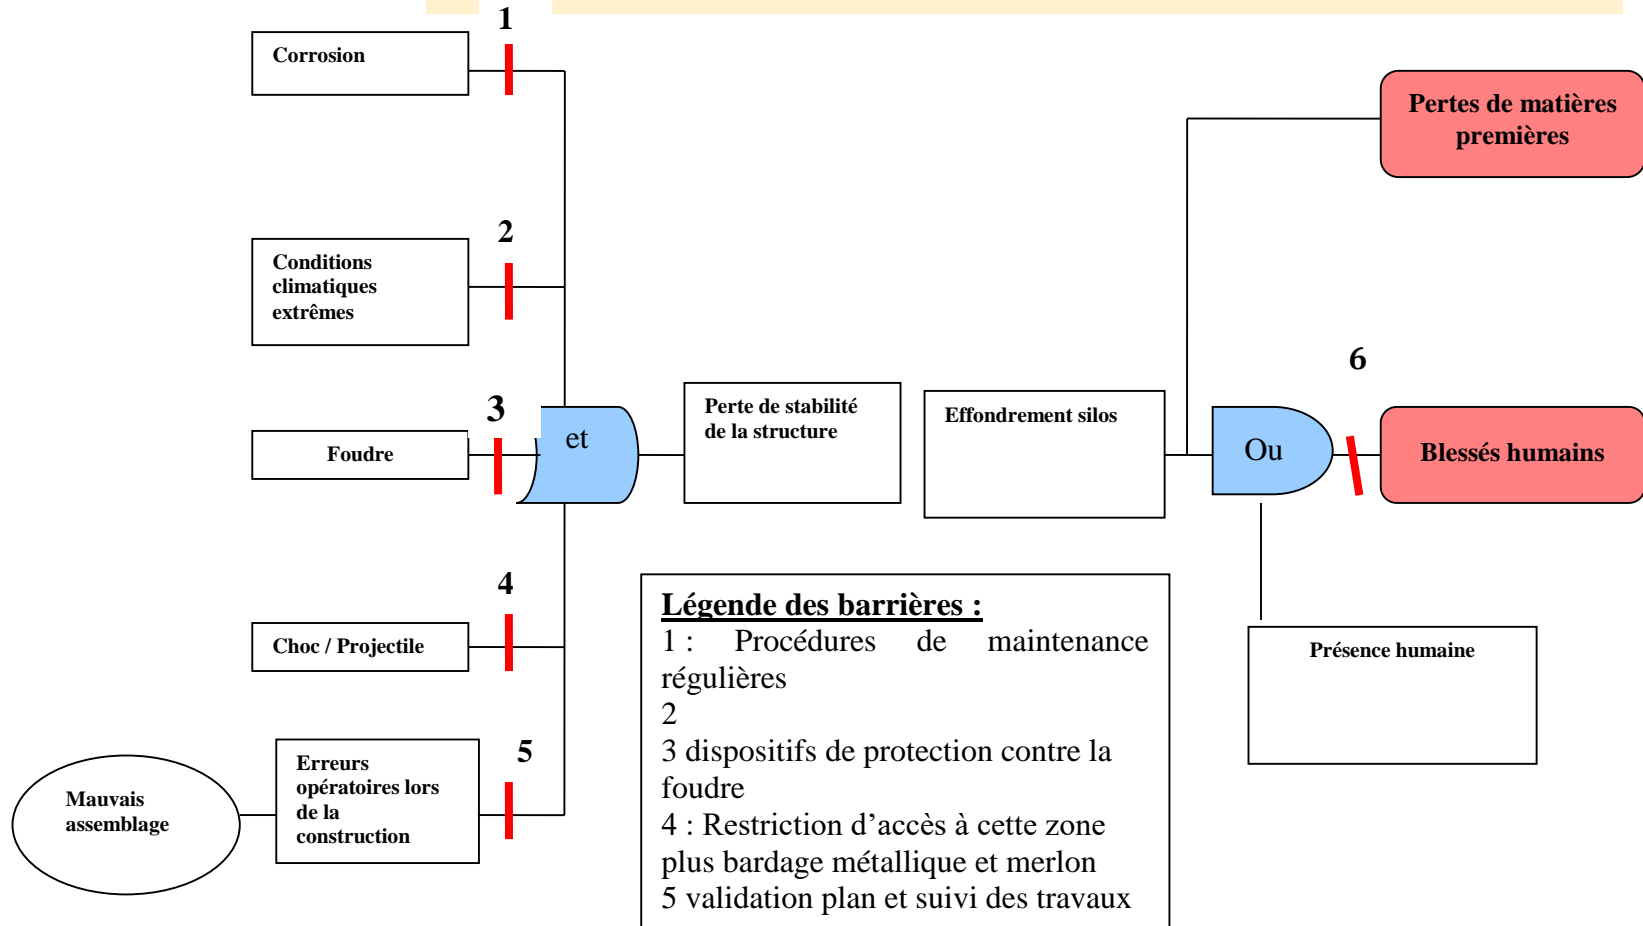 1
Corrosion
Pertes de matières
premières
2
Conditions
climatiques
extrêmes
6
3
Perte de stabilité
de la structure
Effondrement silos
et
Foudre
Ou
Blessés humains
4
Choc / Projectile
Présence humaine
5
Erreurs
opératoires lors
de la
construction
Mauvais
assemblage
Légende des barrières :
1 : Procédures de maintenance
régulières
2
3 dispositifs de protection contre la
foudre
4 : Restriction d’accès à cette zone
plus bardage métallique et merlon
5 validation plan et suivi des travaux